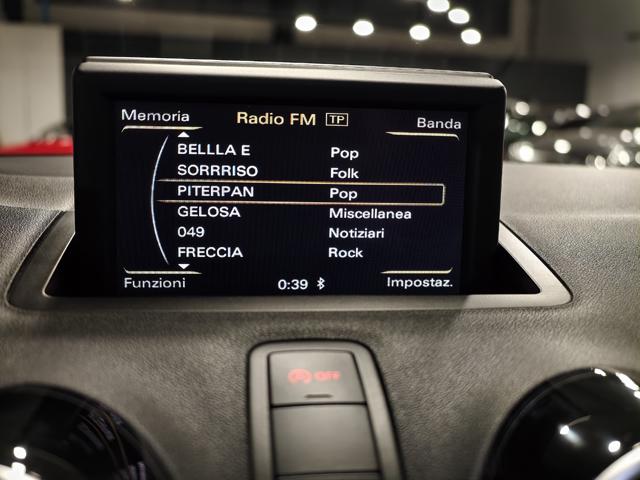 Memoria Radio FM TP Banda
BELLLA E Pop
SORRRISO Folk
PITERPAN Pop
GELOSA Miscellanea
049 Notiziari
FRECCIA Rock
Funzioni 0:39 Impostaz.
OFF